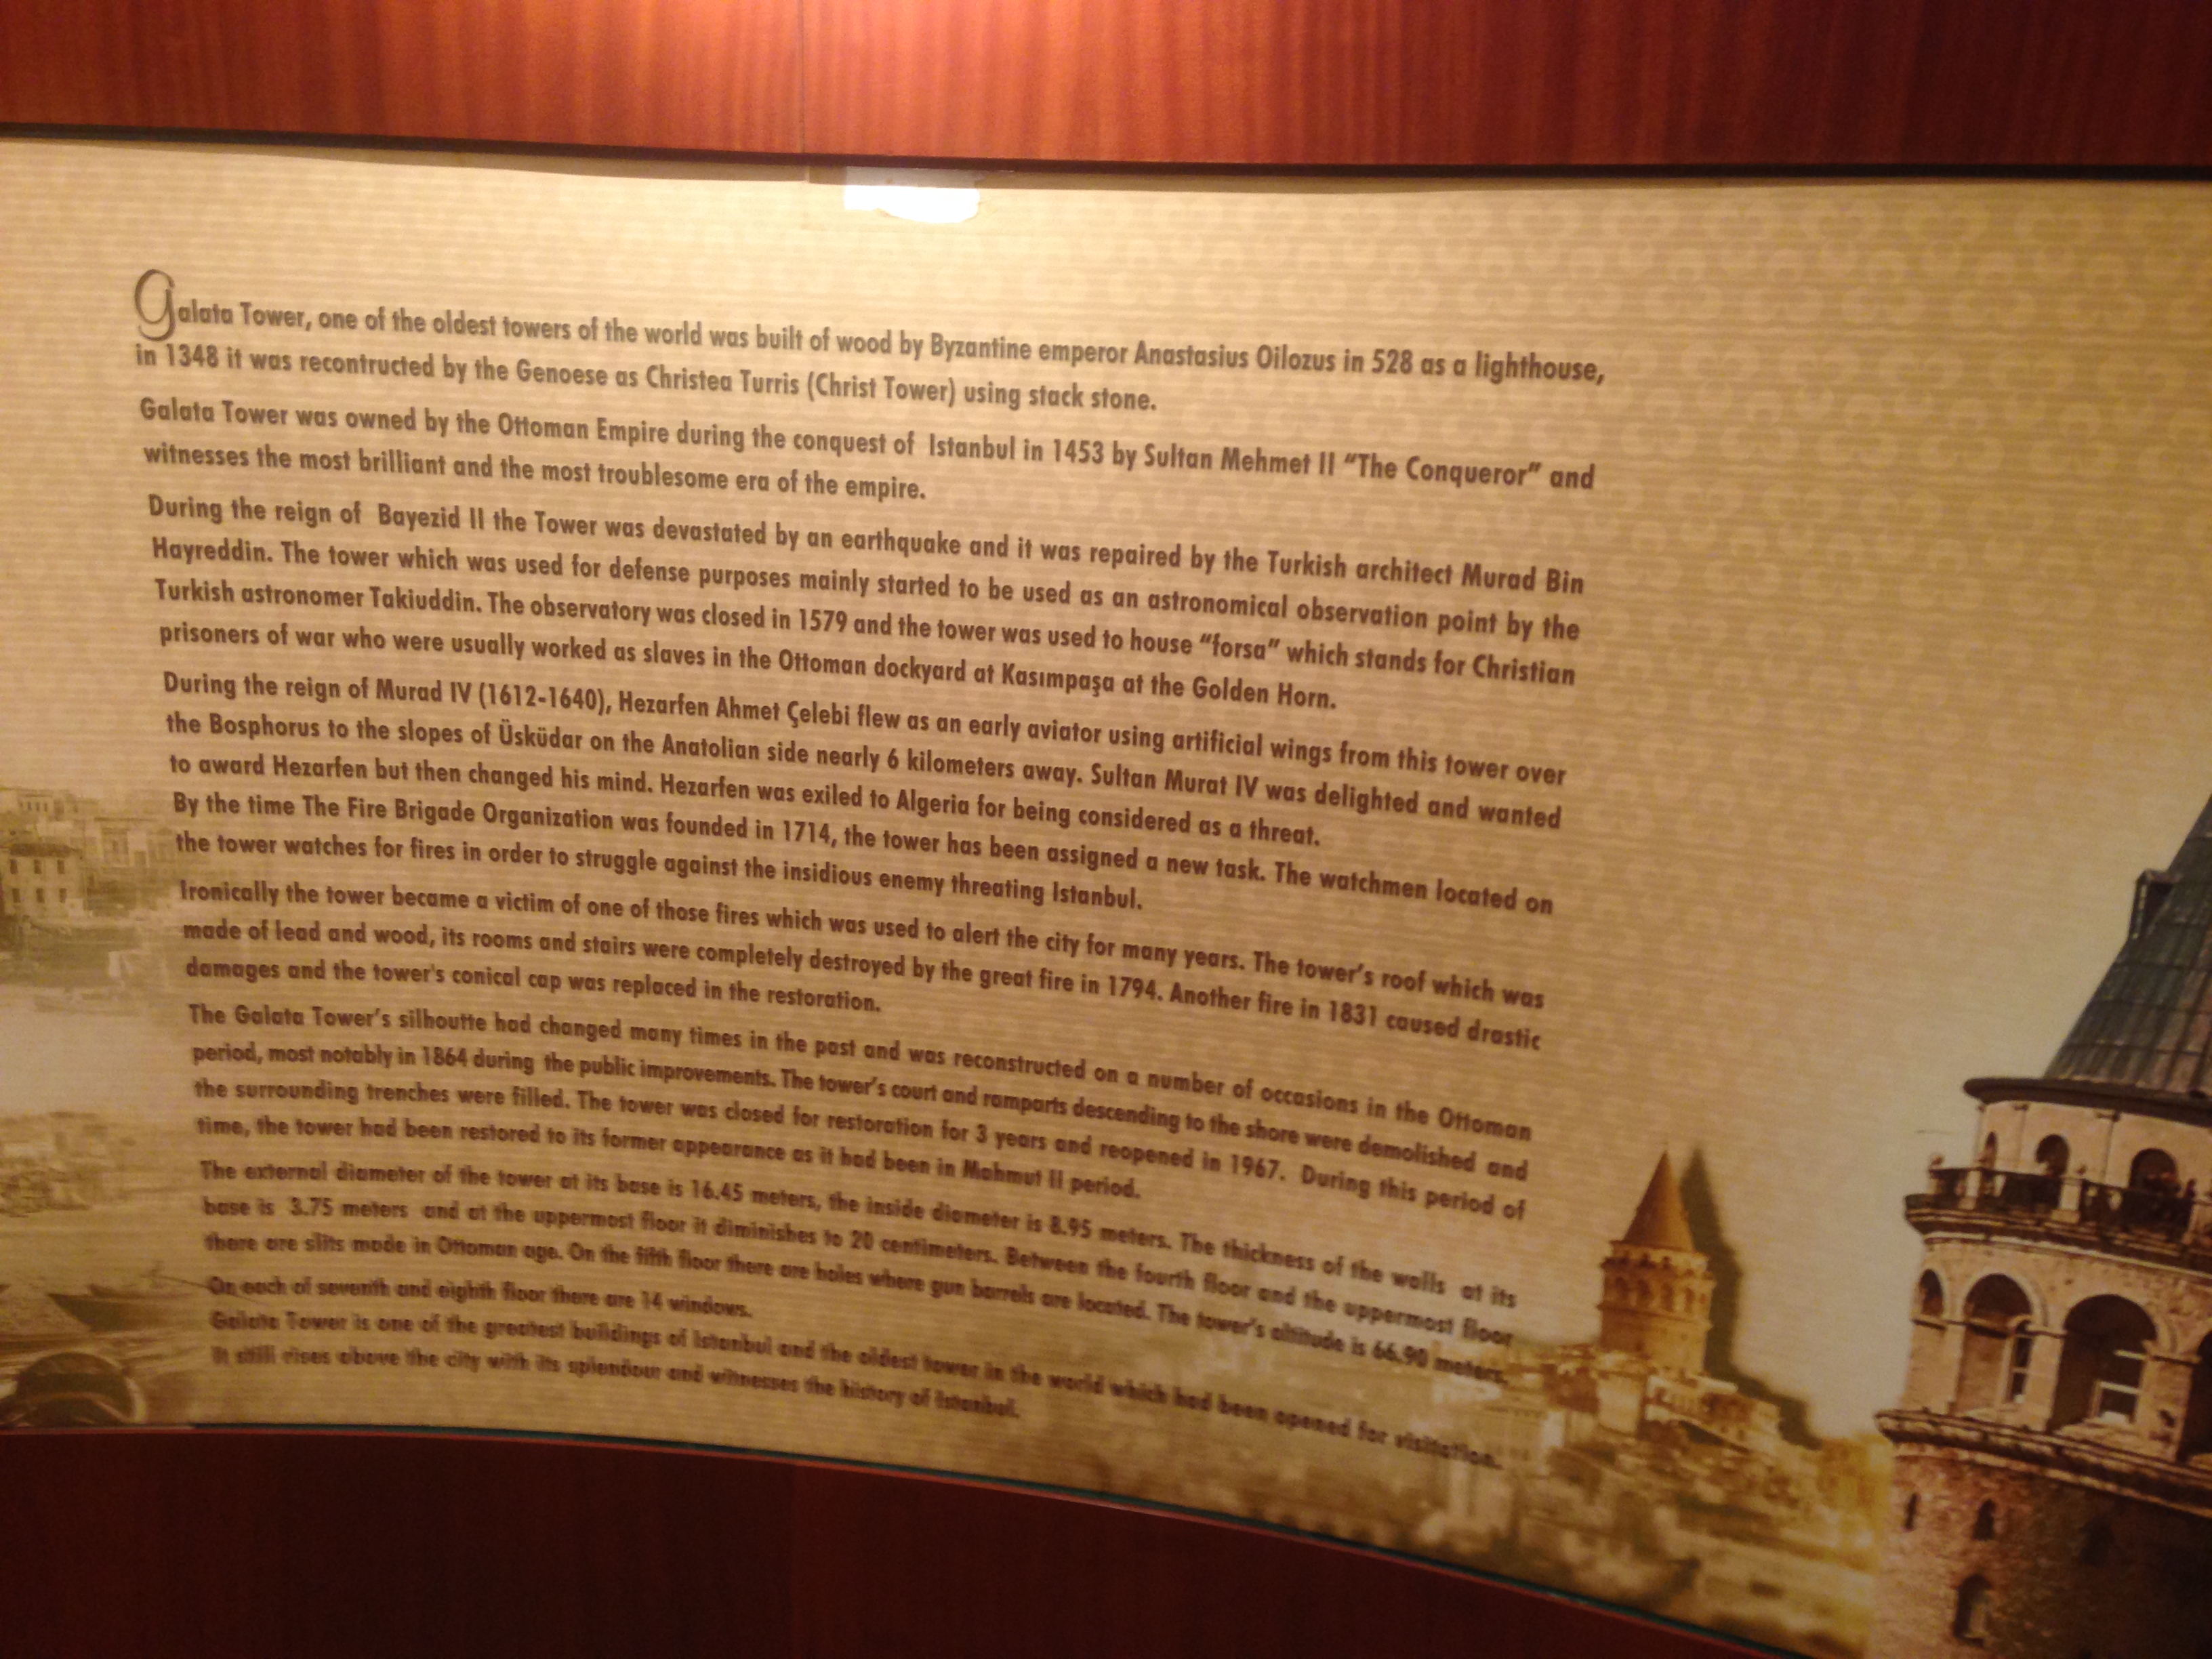 Galata Tower, one of the oldest towers of the world was built of wood by Byzantine emperor Anastasius Oilozus in 528 as a lighthouse,
in 1348 it was recontructed by the Genoese as Christea Turris (Christ Tower) using stack stone.
Galata Tower was owned by the Ottoman Empire during the conquest of Istanbul in 1453 by Sultan Mehmet II “The Conqueror” and
witnesses the most brilliant and the most troublesome era of the empire.
During the reign of Bayezid II the Tower was devastated by an earthquake and it was repaired by the Turkish architect Murad Bin
Hayreddin. The tower which was used for defense purposes mainly started to be used as an astronomical observation point by the
Turkish astronomer Takiuddin. The observatory was closed in 1579 and the tower was used to house “forsa” which stands for Christian
prisoners of war who were usually worked as slaves in the Ottoman dockyard at Kasımpaşa at the Golden Horn.
During the reign of Murad IV (1612-1640), Hezarfen Ahmet Çelebi flew as an early aviator using artificial wings from this tower over
the Bosphorus to the slopes of Üsküdar on the Anatolian side nearly 6 kilometers away. Sultan Murat IV was delighted and wanted
to award Hezarfen but then changed his mind. Hezarfen was exiled to Algeria for being considered as a threat.
By the time The Fire Brigade Organization was founded in 1714, the tower has been assigned a new task. The watchmen located on
the tower watches for fires in order to struggle against the insidious enemy threating Istanbul.
Ironically the tower became a victim of one of those fires which was used to alert the city for many years. The tower’s roof which was
made of lead and wood, its rooms and stairs were completely destroyed by the great fire in 1794. Another fire in 1831 caused drastic
damages and the tower's conical cap was replaced in the restoration.
The Galata Tower’s silhoutte had changed many times in the past and was reconstructed on a number of occasions in the Ottoman
period, most notably in 1864 during the public improvements. The tower’s court and ramparts descending to the shore were demolished and
the surrounding trenches were filled. The tower was closed for restoration for 3 years and reopened in 1967. During this period of
time, the tower had been restored to its former appearance as it had been in Mahmut II period.
The external diameter of the tower at its base is 16.45 meters, the inside diameter is 8.95 meters. The thickness of the walls at its
base is 3.75 meters and at the uppermost floor it diminishes to 20 centimeters. Between the fourth floor and the uppermost floor
there are slits made in Ottoman age. On the fifth floor there are holes where gun barrels are located. The tower’s altitude is 66.90 meters.
On each of seventh and eighth floor there are 14 windows.
Galata Tower is one of the greatest buildings of Istanbul and the oldest tower in the world which had been opened for visitation.
It still rises above the city with its splendour and witnesses the history of Istanbul.